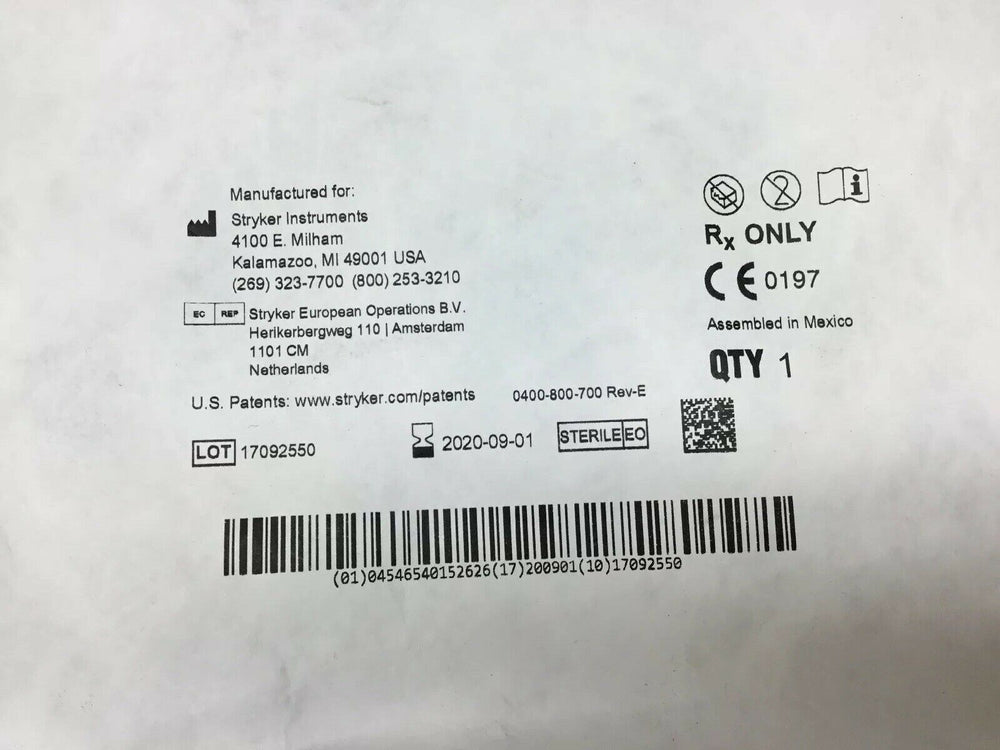 Manufactured for:
Stryker Instruments
4100 E. Milham
Kalamazoo, MI 49001 USA
(269) 323-7700 (800) 253-3210
EC REP Stryker European Operations B.V.
Herikerbergweg 110 | Amsterdam
1101 CM
Netherlands
U.S. Patents: www.stryker.com/patents
0400-800-700 Rev-E
LOT 17092550
2020-09-01
STERILE EO
2
i
Rx ONLY
CE 0197
Assembled in Mexico
QTY 1
(01)04546540152626(17)200901(10)17092550